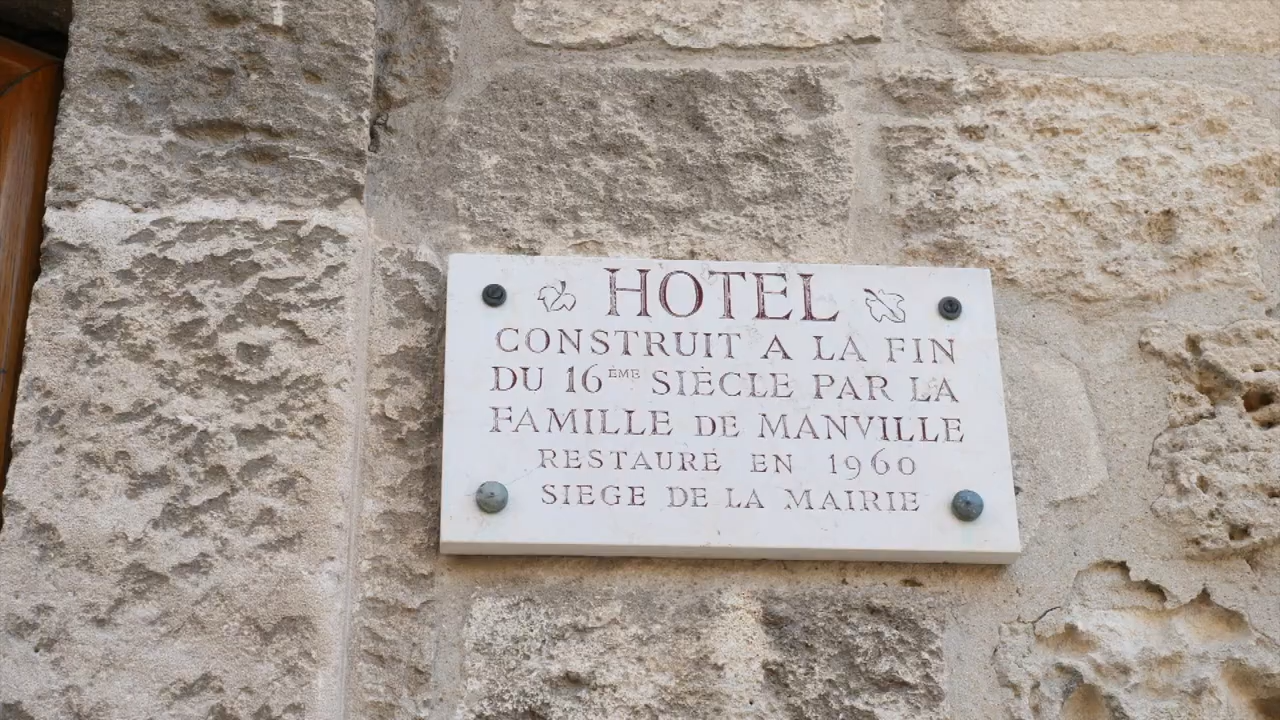 HOTEL
CONSTRUIT A LA FIN
DU 16ÈME SIÈCLE PAR LA
FAMILLE DE MANVILLE
RESTAURÉ EN 1960
SIEGE DE LA MAIRIE